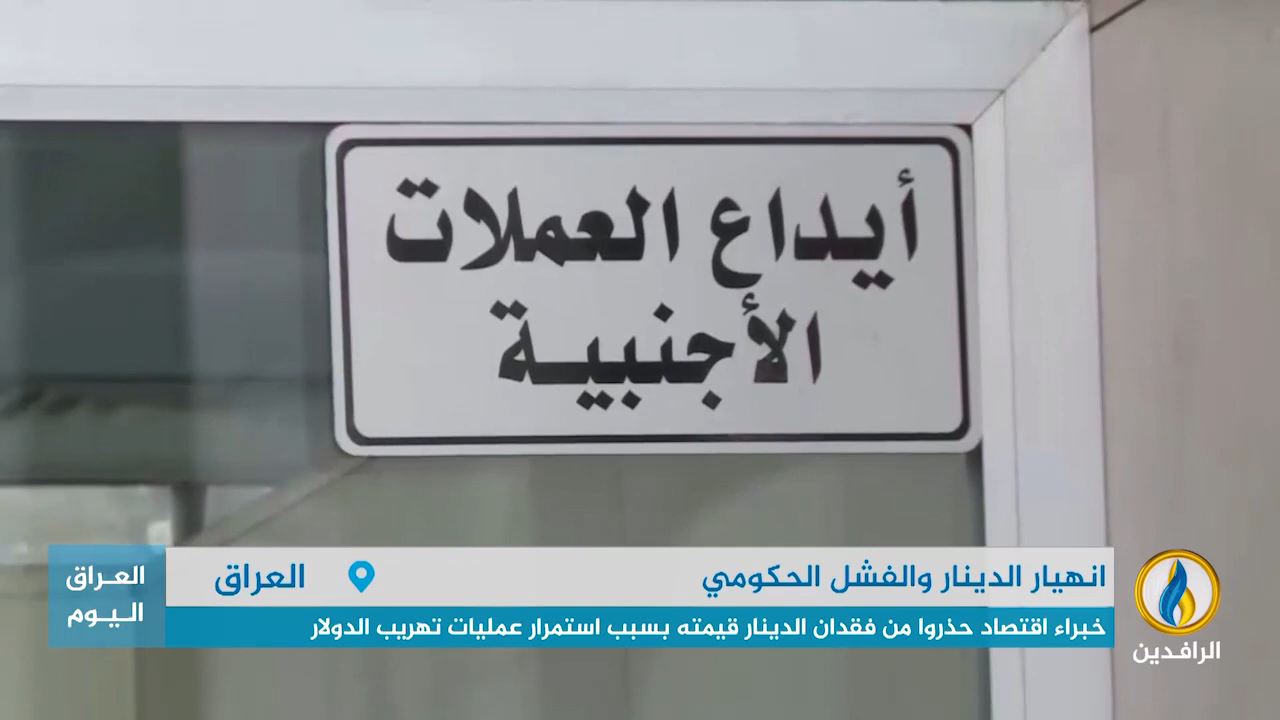 أيداع العملات
الأجنبية
انهيار الدينار والفشل الحكومي
العراق
خبراء اقتصاد حذروا من فقدان الدينار قيمته بسبب استمرار عمليات تهريب الدولار
العراق
اليوم
الرافدين